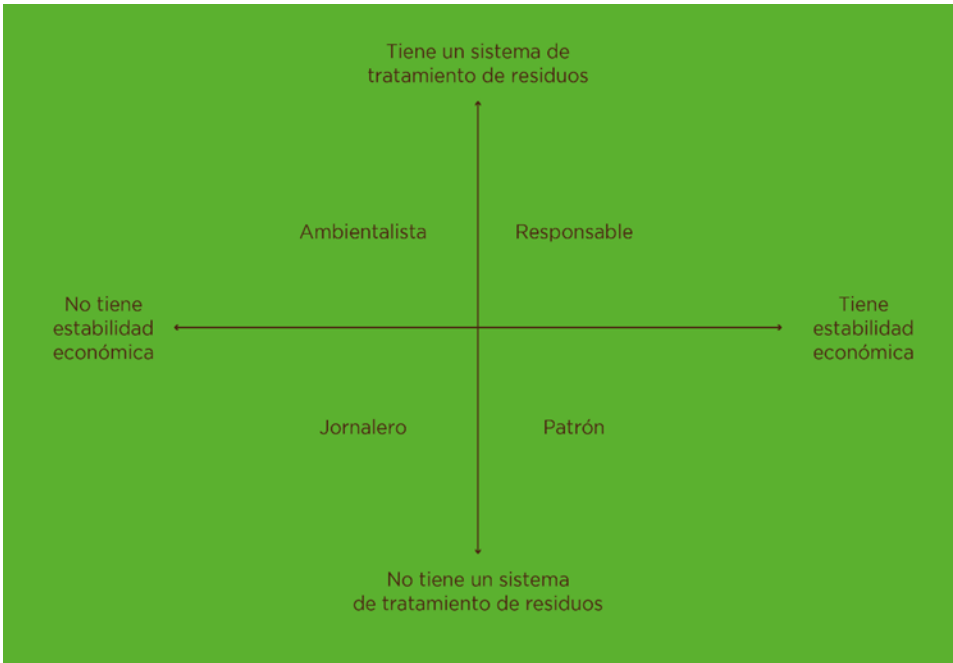 Tiene un sistema de
tratamiento de residuos
Ambientalista
Responsable
No tiene
estabilidad
económica
Tiene
estabilidad
económica
Jornalero
Patrón
No tiene un sistema
de tratamiento de residuos